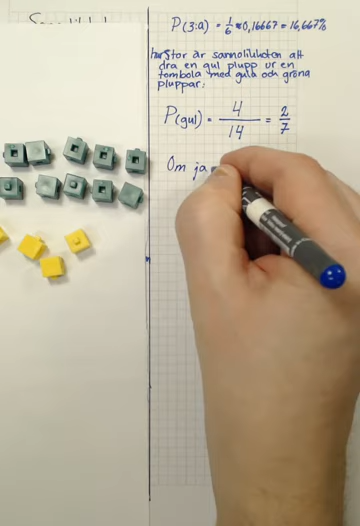 P(3:a) = 1/6 ≈ 0,16667 = 16,667%
hur stor är sannolikheten att
dra en gul plupp ur en
tombola med gula och gröna
pluppar:
P(gul) = 4/14 = 2/7
Om ja